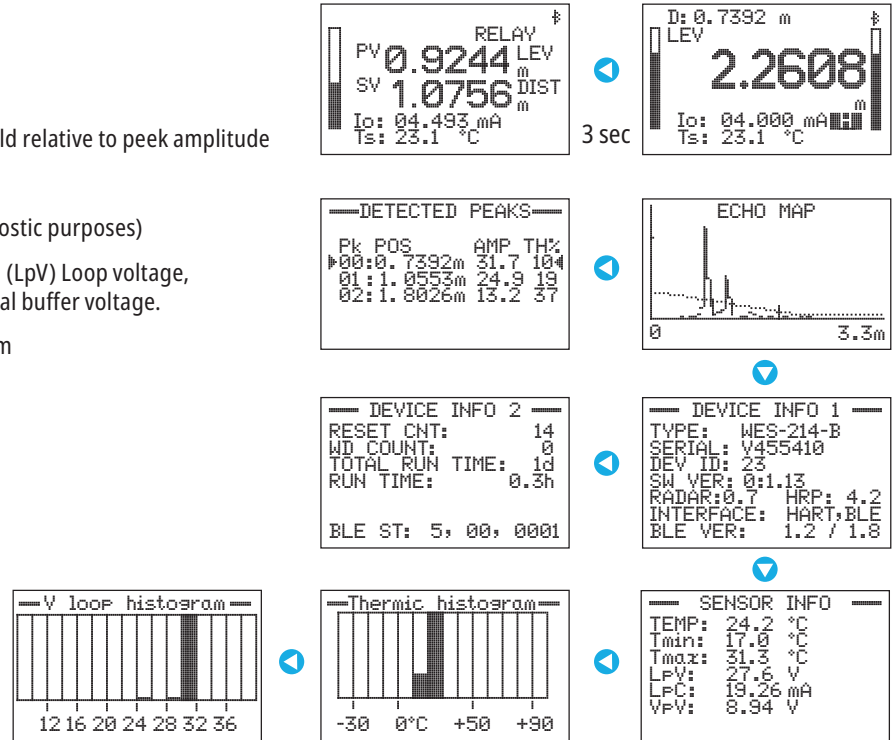 RELAY
PV 0.9244 LEV
m
SV 1.0756 DIST
m
Io: 04.493 mA
Ts: 23.1 °C
3 sec
D: 0.7392 m
LEV
2.2608
m
Io: 04.000 mA H
Ts: 23.1 °C
ld relative to peek amplitude
ostic purposes)
(LpV) Loop voltage,
al buffer voltage.
m
DETECTED PEAKS
Pk POS AMP TH%
00:0.7392m 31.7 10
01:1.0553m 24.9 19
02:1.8026m 13.2 37
ECHO MAP
0 3.3m
DEVICE INFO 2
RESET CNT: 14
WD COUNT: 0
TOTAL RUN TIME: 1d
RUN TIME: 0.3h
BLE ST: 5, 00, 0001
DEVICE INFO 1
TYPE: WES-214-B
SERIAL: V455410
DEV ID: 23
SW VER: 0:1.13
RADAR:0.7 HRP: 4.2
INTERFACE: HART,BLE
BLE VER: 1.2 / 1.8
V loop histogram
12 16 20 24 28 32 36
Thermic histogram
-30 0°C +50 +90
SENSOR INFO
TEMP: 24.2 °C
Tmin: 17.0 °C
Tmax: 31.3 °C
LpV: 27.6 V
LpC: 19.26 mA
VpV: 8.94 V